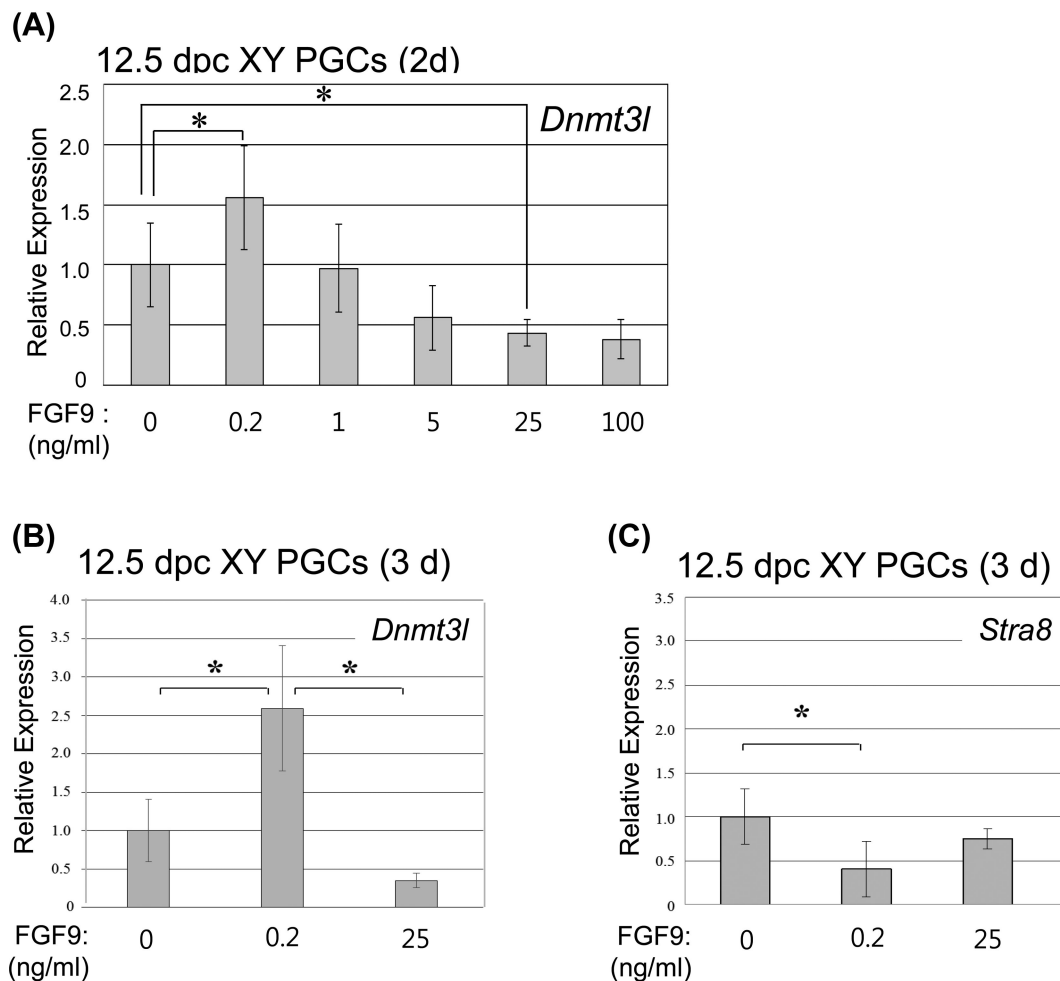 (A)
12.5 dpc XY PGCs (2d)
2.5
2.0
1.5
1.0
0.5
0
Relative Expression
*
*
Dnmt3l
FGF9 :
(ng/ml)
0 0.2 1 5 25 100
(B)
12.5 dpc XY PGCs (3 d)
4.0
3.5
3.0
2.5
2.0
1.5
1.0
0.5
0
Relative Expression
Dnmt3l
* *
FGF9:
(ng/ml)
0 0.2 25
(C)
12.5 dpc XY PGCs (3 d)
3.5
3.0
2.5
2.0
1.5
1.0
0.5
0
Relative Expression
Stra8
*
FGF9:
(ng/ml)
0 0.2 25